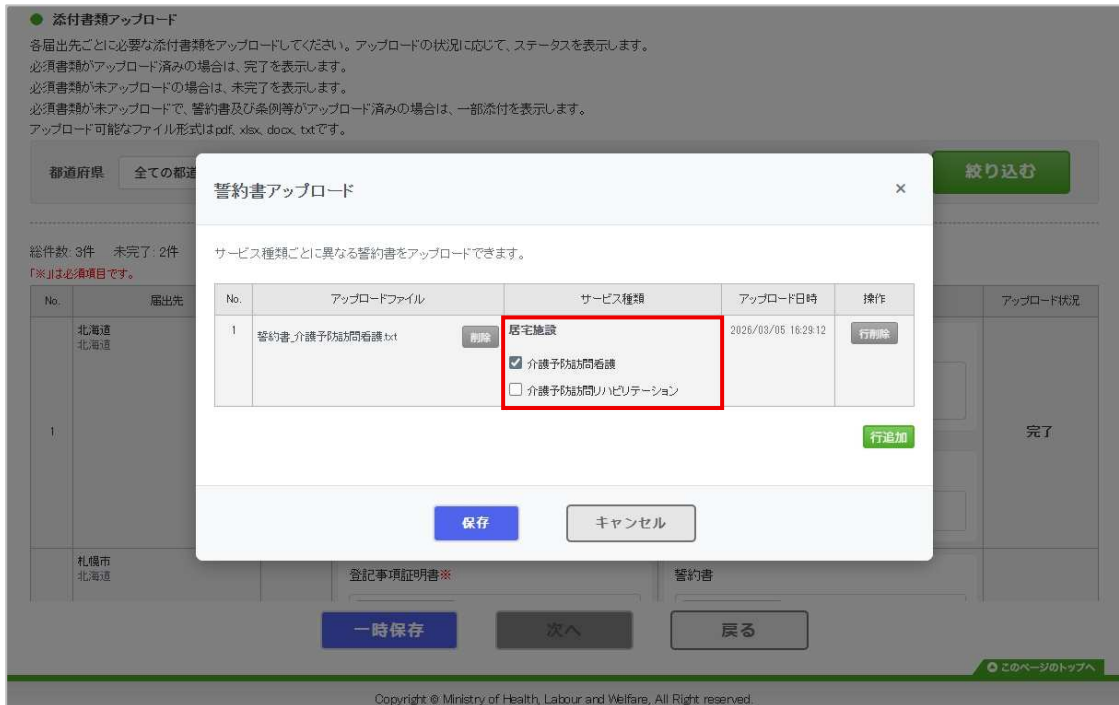 添付書類アップロード
各届出先ごとに必要な添付書類をアップロードしてください。アップロードの状況に応じて、ステータスを表示します。
必須書類がアップロード済みの場合は、完了を表示します。
必須書類が未アップロードの場合は、未完了を表示します。
必須書類が未アップロードで、誓約書及び条例等がアップロード済みの場合は、一部添付を表示します。
アップロード可能なファイル形式はpdf, xlsx, docx, txtです。
都道府県 全ての都道 絞り込む
誓約書アップロード ×
総件数: 3件 未完了: 2件
「※」は必須項目です。
サービス種類ごとに異なる誓約書をアップロードできます。
No. 届出先 アップロード状況
No. アップロードファイル サービス種類 アップロード日時 操作
北海道
北海道
1 誓約書_介護予防訪問看護.txt 削除 居宅施設 2026/03/05 16:29:12 行削除
介護予防訪問看護
介護予防訪問リハビリテーション
1 完了
行追加
保存 キャンセル
札幌市
北海道
登記事項証明書※ 誓約書
一時保存 次へ 戻る
このページのトップへ
Copyright © Ministry of Health, Labour and Welfare, All Right reserved.